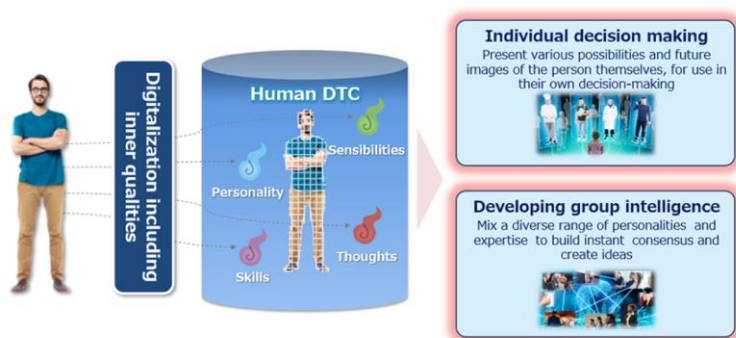 Digitalization including
inner qualities
Human DTC
Sensibilities
Personality
Thoughts
Skills
Individual decision making
Present various possibilities and future
images of the person themselves, for use in
their own decision-making
Developing group intelligence
Mix a diverse range of personalities and
expertise to build instant consensus and
create ideas